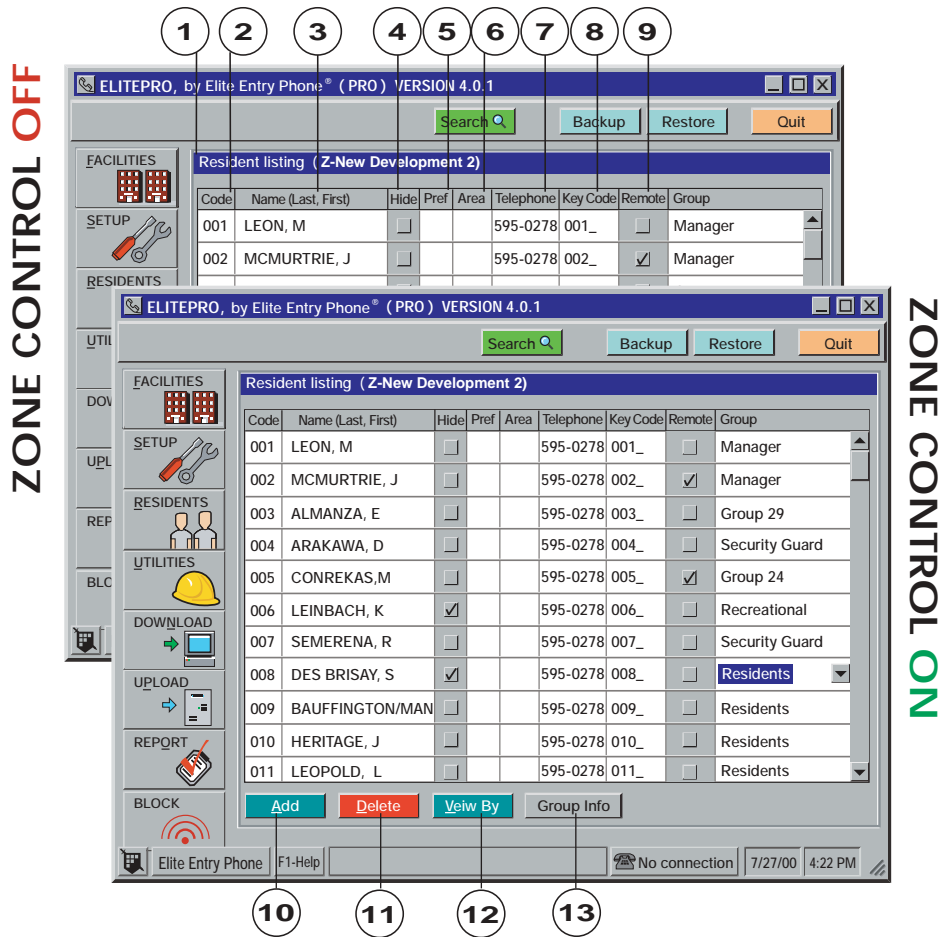 1 2 3 4 5 6 7 8 9
ZONE CONTROL OFF
ELITEPRO, by Elite Entry Phone® (PRO) VERSION 4.0.1
Search Backup Restore Quit
FACILITIES
SETUP
RESIDENTS
UTIL
DOW
UPL
REP
BLO
Resident listing (Z-New Development 2)
Code Name (Last, First) Hide Pref Area Telephone Key Code Remote Group
001 LEON, M 595-0278 001_ Manager
002 MCMURTRIE, J 595-0278 002_ Manager
ZONE CONTROL ON
ELITEPRO, by Elite Entry Phone® (PRO) VERSION 4.0.1
Search Backup Restore Quit
FACILITIES
SETUP
RESIDENTS
UTILITIES
DOWNLOAD
UPLOAD
REPORT
BLOCK
Resident listing (Z-New Development 2)
Code Name (Last, First) Hide Pref Area Telephone Key Code Remote Group
001 LEON, M 595-0278 001_ Manager
002 MCMURTRIE, J 595-0278 002_ Manager
003 ALMANZA, E 595-0278 003_ Group 29
004 ARAKAWA, D 595-0278 004_ Security Guard
005 CONREKAS,M 595-0278 005_ Group 24
006 LEINBACH, K 595-0278 006_ Recreational
007 SEMERENA, R 595-0278 007_ Security Guard
008 DES BRISAY, S 595-0278 008_ Residents
009 BAUFFINGTON/MAN 595-0278 009_ Residents
010 HERITAGE, J 595-0278 010_ Residents
011 LEOPOLD, L 595-0278 011_ Residents
Add Delete Veiw By Group Info
Elite Entry Phone F1-Help No connection 7/27/00 4:22 PM
10 11 12 13